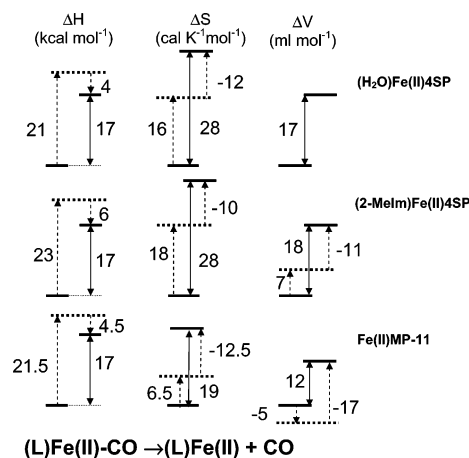 ΔH ΔS ΔV
(kcal mol⁻¹) (cal K⁻¹mol⁻¹) (ml mol⁻¹)
(H₂O)Fe(II)4SP
4 -12
21 17 16 28 17
(2-MeIm)Fe(II)4SP
6 -10
23 17 18 28 18 -11
7
Fe(II)MP-11
4.5 -12.5
21.5 17 6.5 19 12
-5 -17
(L)Fe(II)-CO →(L)Fe(II) + CO